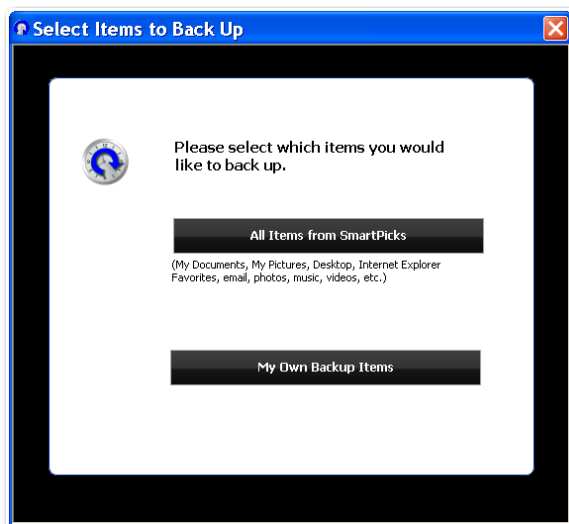 Select Items to Back Up
Please select which items you would
like to back up.
All Items from SmartPicks
(My Documents, My Pictures, Desktop, Internet Explorer
Favorites, email, photos, music, videos, etc.)
My Own Backup Items